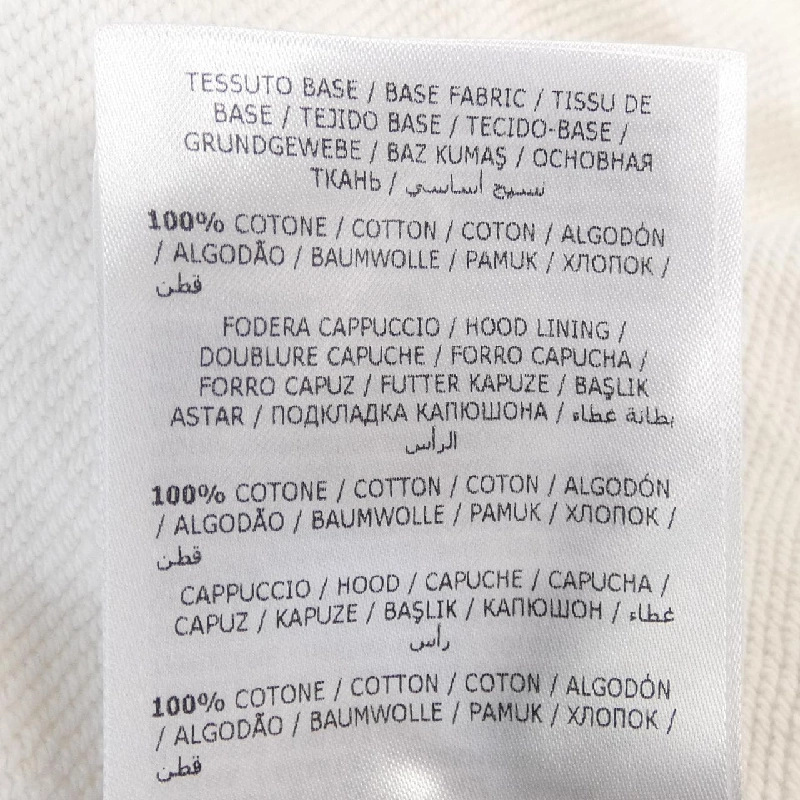 TESSUTO BASE / BASE FABRIC / TISSU DE
BASE / TEJIDO BASE / TECIDO-BASE /
GRUNDGEWEBE / BAZ KUMAŞ / ОСНОВНАЯ
ТКАНЬ / نسيج أساسي
100% COTONE / COTTON / COTON / ALGODÓN
/ ALGODÃO / BAUMWOLLE / PAMUK / ХЛОПОК /
قطن
FODERA CAPPUCCIO / HOOD LINING /
DOUBLURE CAPUCHE / FORRO CAPUCHA /
FORRO CAPUZ / FUTTER KAPUZE / BAŞLIK
ASTAR / ПОДКЛАДКА КАПЮШОНА / بطانة غطاء
الرأس
100% COTONE / COTTON / COTON / ALGODÓN
/ ALGODÃO / BAUMWOLLE / PAMUK / ХЛОПОК /
قطن
CAPPUCCIO / HOOD / CAPUCHE / CAPUCHA /
CAPUZ / KAPUZE / BAŞLIK / КАПЮШОН / غطاء
رأس
100% COTONE / COTTON / COTON / ALGODÓN
/ ALGODÃO / BAUMWOLLE / PAMUK / ХЛОПОК /
قطن